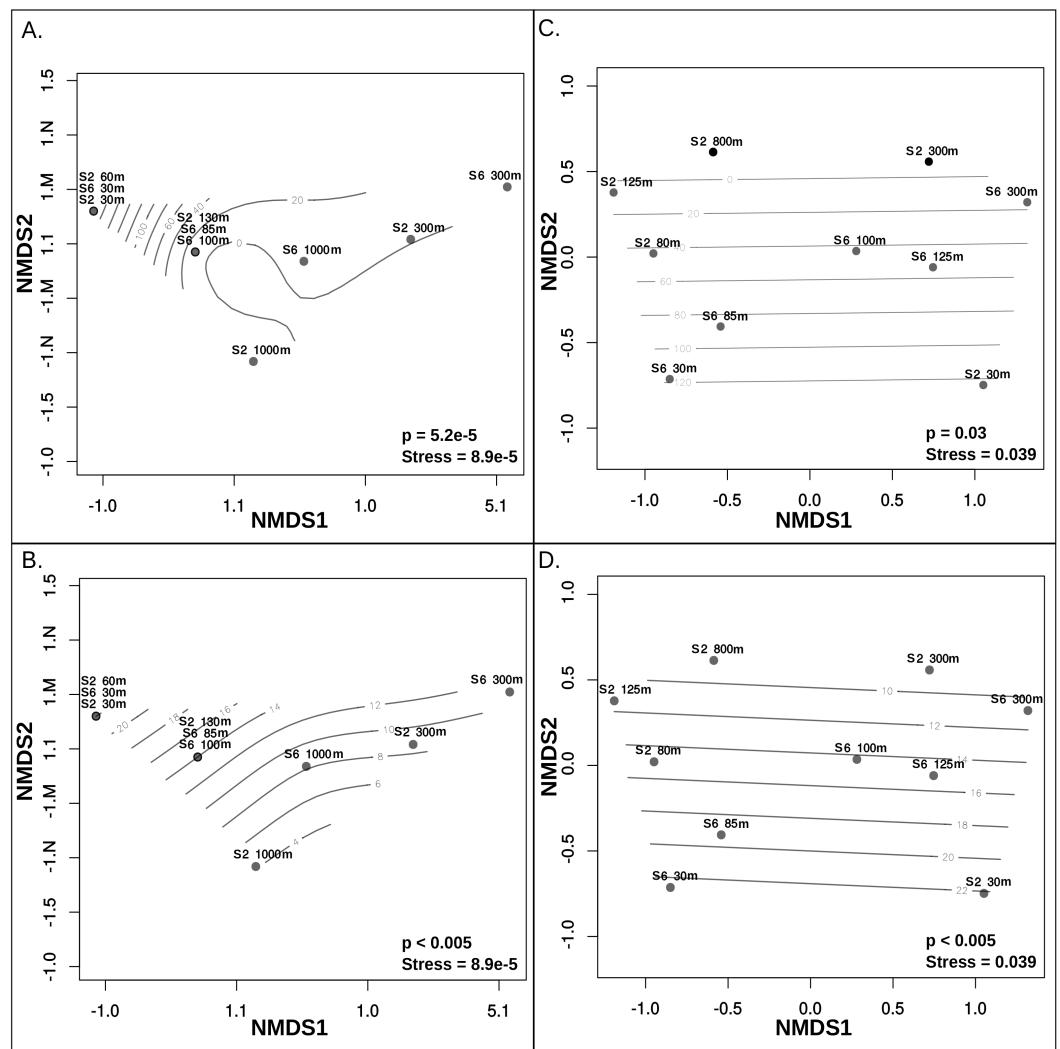 A.
1.5
1.N
1.M
1.1
-1.M
-1.N
-1.5
-1.0
NMDS2
S2 60m
S6 30m
S2 30m
100
60
40
S2 130m
S6 85m
S6 100m
20
0
S6 1000m
S2 300m
S6 300m
S2 1000m
p = 5.2e-5
Stress = 8.9e-5
-1.0 1.1 1.0 5.1
NMDS1
C.
1.0
0.5
0.0
-0.5
-1.0
NMDS2
S2 800m
S2 300m
0
S2 125m
S6 300m
20
S2 80m
S6 100m
S6 125m
60
80
S6 85m
100
S6 30m
120
S2 30m
p = 0.03
Stress = 0.039
-1.0 -0.5 0.0 0.5 1.0
NMDS1
B.
1.5
1.N
1.M
1.1
-1.M
-1.N
-1.5
-1.0
NMDS2
S2 60m
S6 30m
S2 30m
20
18
16
S2 130m
S6 85m
S6 100m
14
12
10
8
6
4
S6 1000m
S2 300m
S6 300m
S2 1000m
p < 0.005
Stress = 8.9e-5
-1.0 1.1 1.0 5.1
NMDS1
D.
1.0
0.5
0.0
-0.5
-1.0
NMDS2
S2 800m
S2 300m
10
S2 125m
S6 300m
12
S2 80m
S6 100m
14
S6 125m
16
18
S6 85m
20
S6 30m
22
S2 30m
p < 0.005
Stress = 0.039
-1.0 -0.5 0.0 0.5 1.0
NMDS1